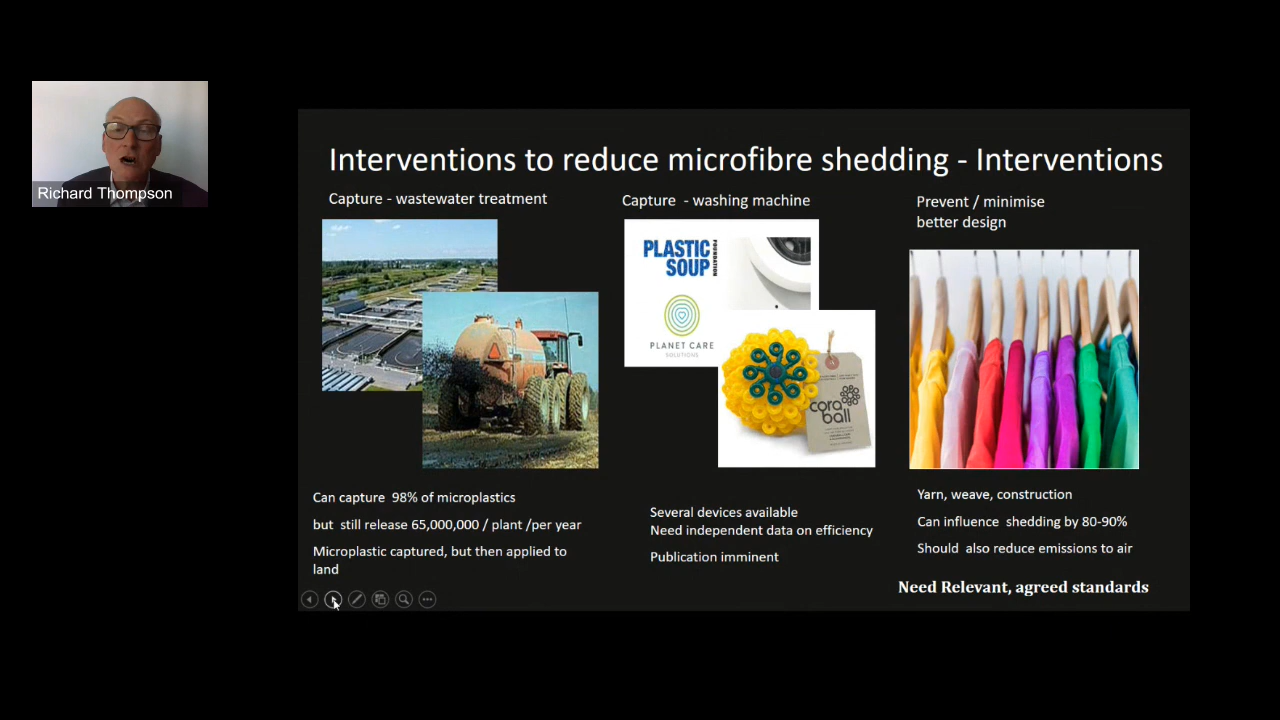 Richard Thompson
Interventions to reduce microfibre shedding - Interventions
Capture - wastewater treatment
Can capture 98% of microplastics
but still release 65,000,000 / plant /per year
Microplastic captured, but then applied to
land
Capture - washing machine
PLASTIC
SOUP
FOUNDATION
PLANET CARE
SOLUTIONS
cora
ball
Several devices available
Need independent data on efficiency
Publication imminent
Prevent / minimise
better design
Yarn, weave, construction
Can influence shedding by 80-90%
Should also reduce emissions to air
Need Relevant, agreed standards